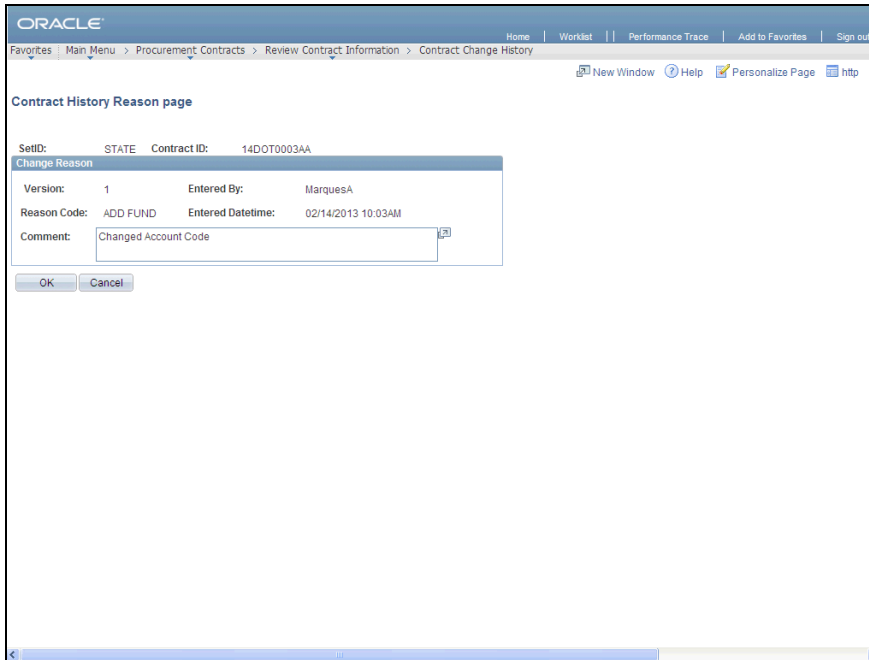 ORACLE
Home | Worklist | | Performance Trace | Add to Favorites | Sign out
Favorites | Main Menu > Procurement Contracts > Review Contract Information > Contract Change History
New Window Help Personalize Page http
Contract History Reason page
SetID: STATE Contract ID: 14DOT0003AA
Change Reason
Version: 1 Entered By: MarquesA
Reason Code: ADD FUND Entered Datetime: 02/14/2013 10:03AM
Comment: Changed Account Code
OK Cancel